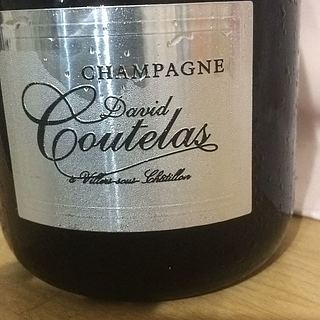 CHAMPAGNE
David
Coutelas
à Villers-sous-Châtillon